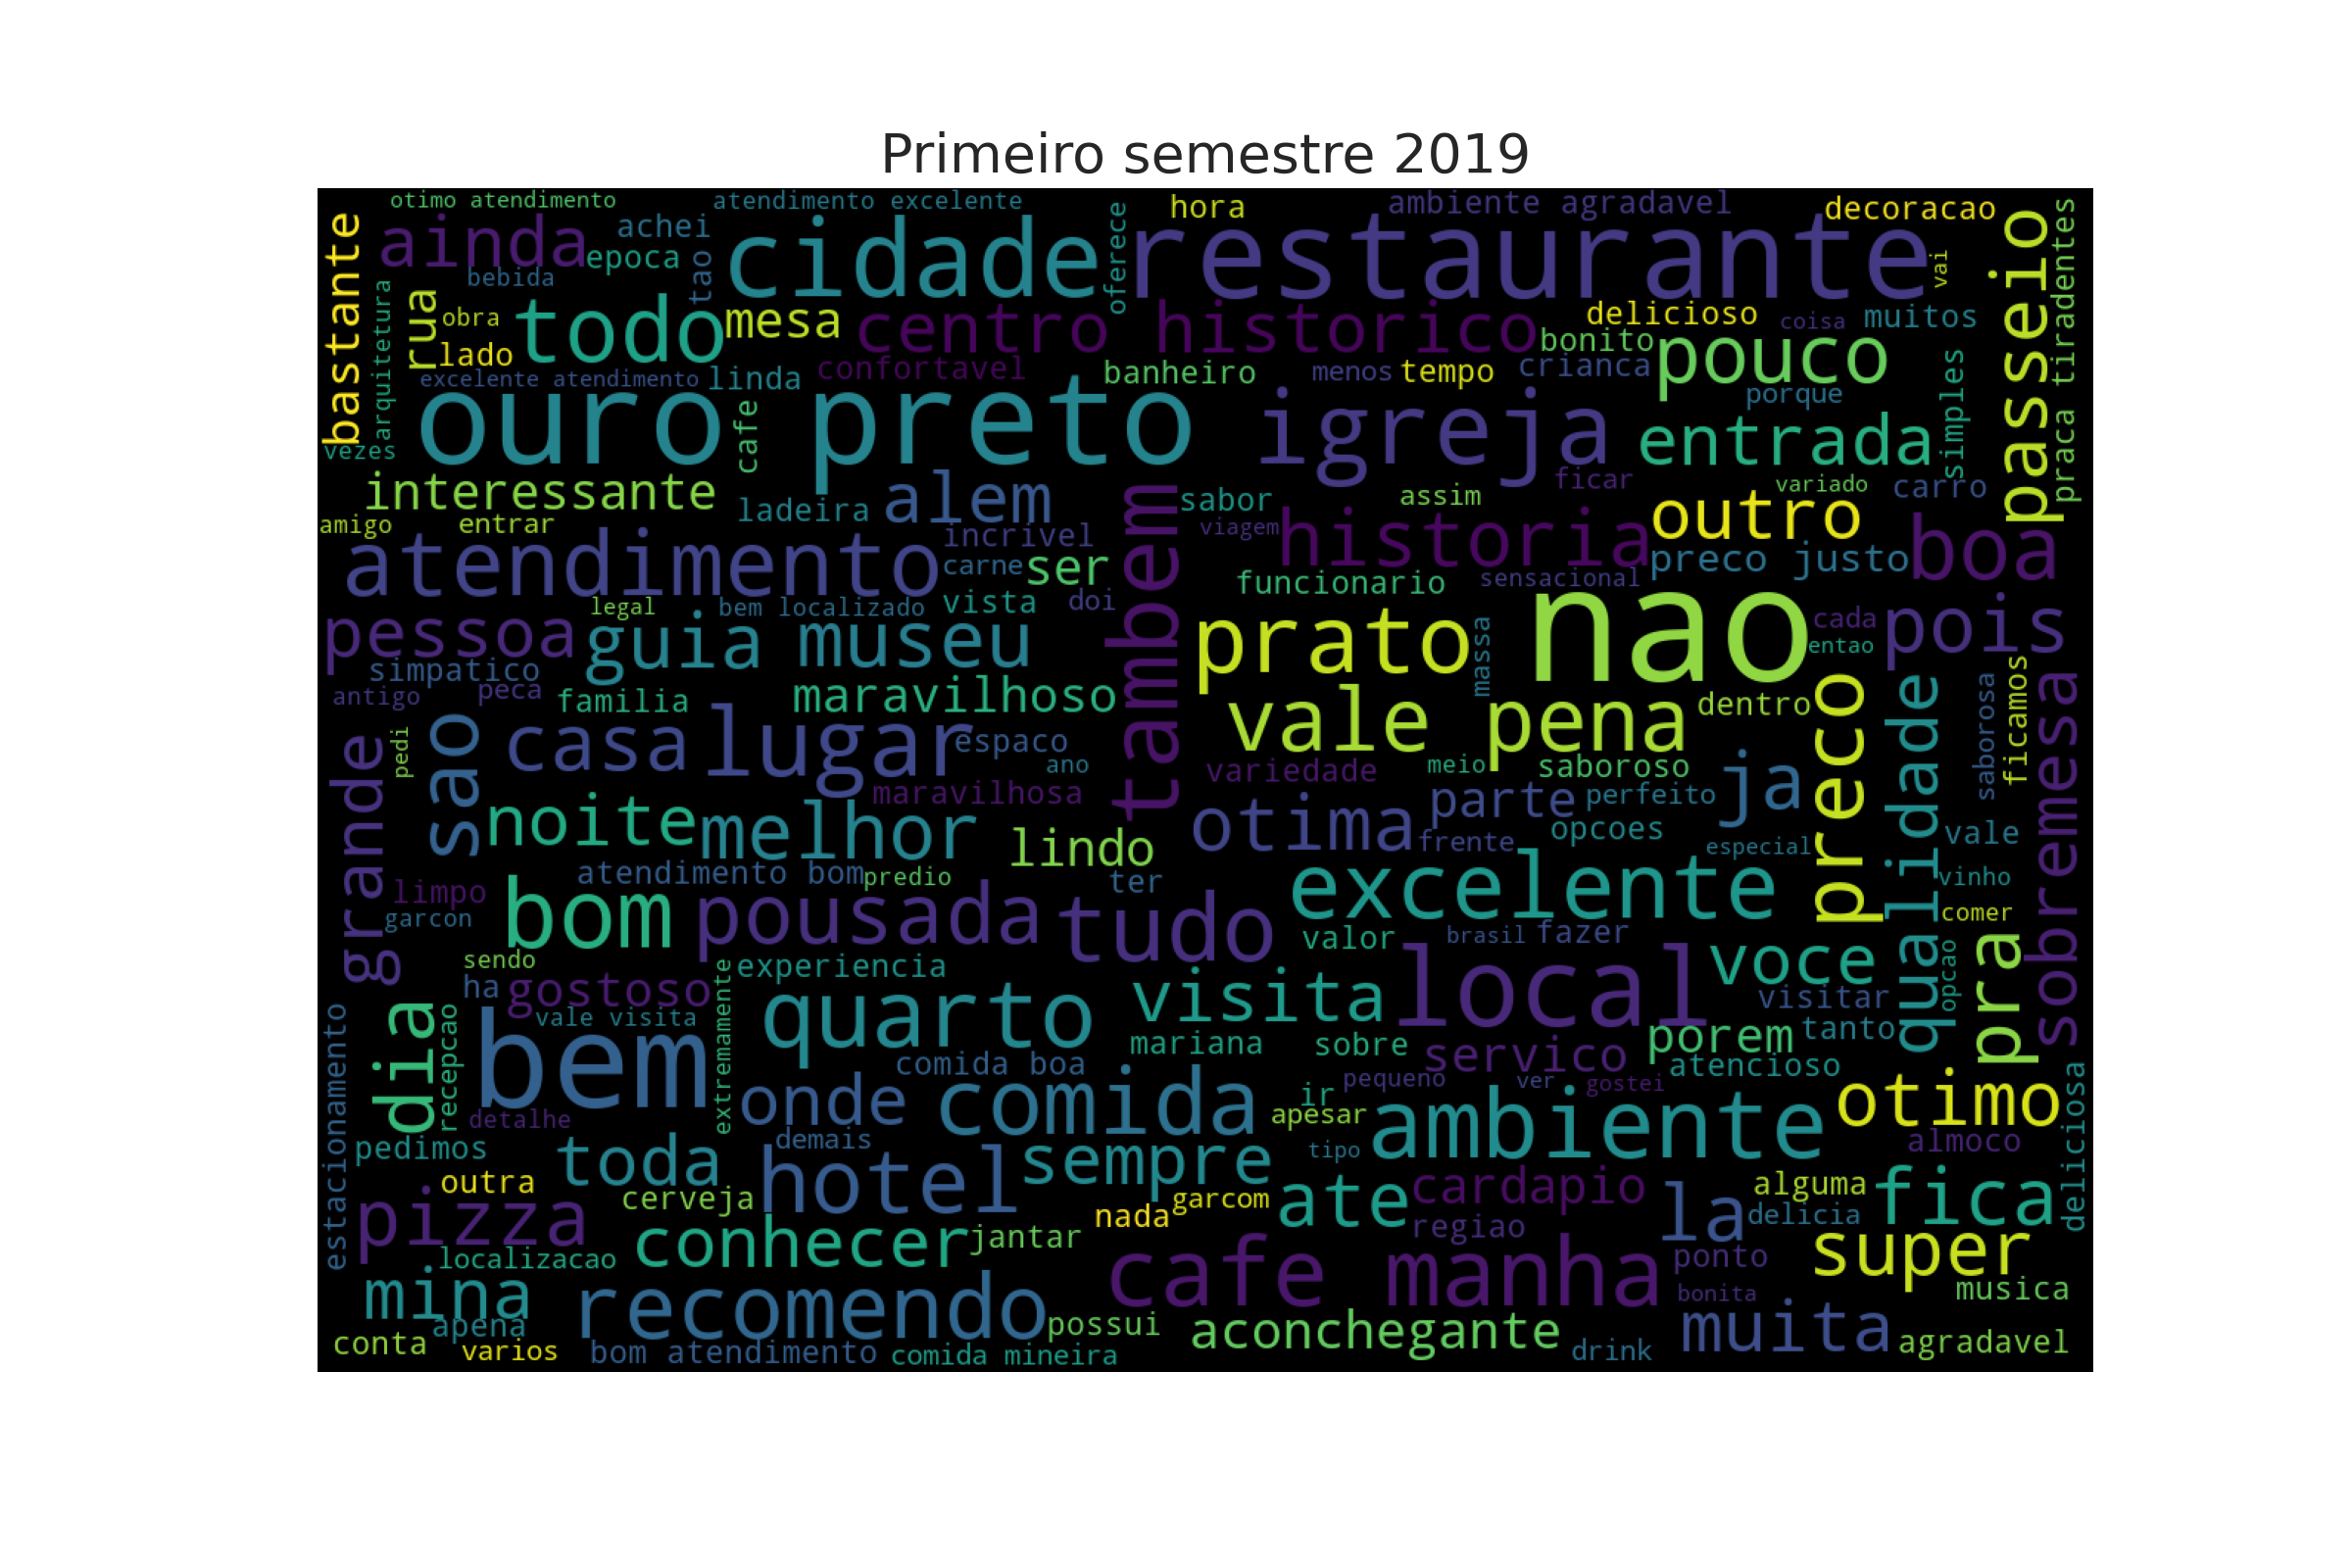 Primeiro semestre 2019
otimo atendimento
atendimento excelente
hora
ambiente agradavel
decoracao
bastante
ainda
achei
epoca
bebida
tao
cidade
oferece
restaurante
vai
passeio
praca tiradentes
arquitetura
rua
obra
lado
todo
mesa
centro historico
delicioso
coisa
muitos
bonito
pouco
excelente atendimento
linda
confortavel
banheiro
menos
tempo
crianca
porque
simples
vezes
ouro preto
cafe
igreja
entrada
interessante
ladeira
alem
tambem
sabor
assim
ficar
variado
carro
amigo
entrar
incrivel
viagem
historia
outro
boa
atendimento
carne
ser
funcionario
sensacional
preco justo
legal
bem localizado
vista
doi
nao
cada
entao
pois
pessoa
guia
museu
prato
massa
simpatico
antigo
peca
familia
maravilhoso
vale pena
dentro
preco
qualidade
saborosa
ficamos
sobremesa
grande
pedi
sao
casa
lugar
espaco
ano
variedade
meio
saboroso
maravilhosa
ja
noite
melhor
lindo
otima
parte
perfeito
opcoes
frente
especial
vale
limpo
garcon
atendimento bom
predio
ter
excelente
vinho
comer
bom
pousada
tudo
valor
brasil
fazer
sendo
ha
gostoso
extremamente
experiencia
visita
local
voce
opcao
pra
estacionamento
dia
recepcao
vale visita
bem
quarto
mariana
sobre
servico
visitar
porem
tanto
atencioso
detalhe
onde
comida boa
comida
ir
pequeno
ver
gostei
apesar
ambiente
otimo
deliciosa
pedimos
toda
demais
hotel
sempre
tipo
almoco
outra
cerveja
garcom
nada
ate
cardapio
regiao
la
alguma
delicia
fica
pizza
localizacao
conhecer
jantar
cafe manha
ponto
super
mina
apena
recomendo
possui
aconchegante
bonita
musica
conta
varios
bom atendimento
comida mineira
drink
muita
agradavel